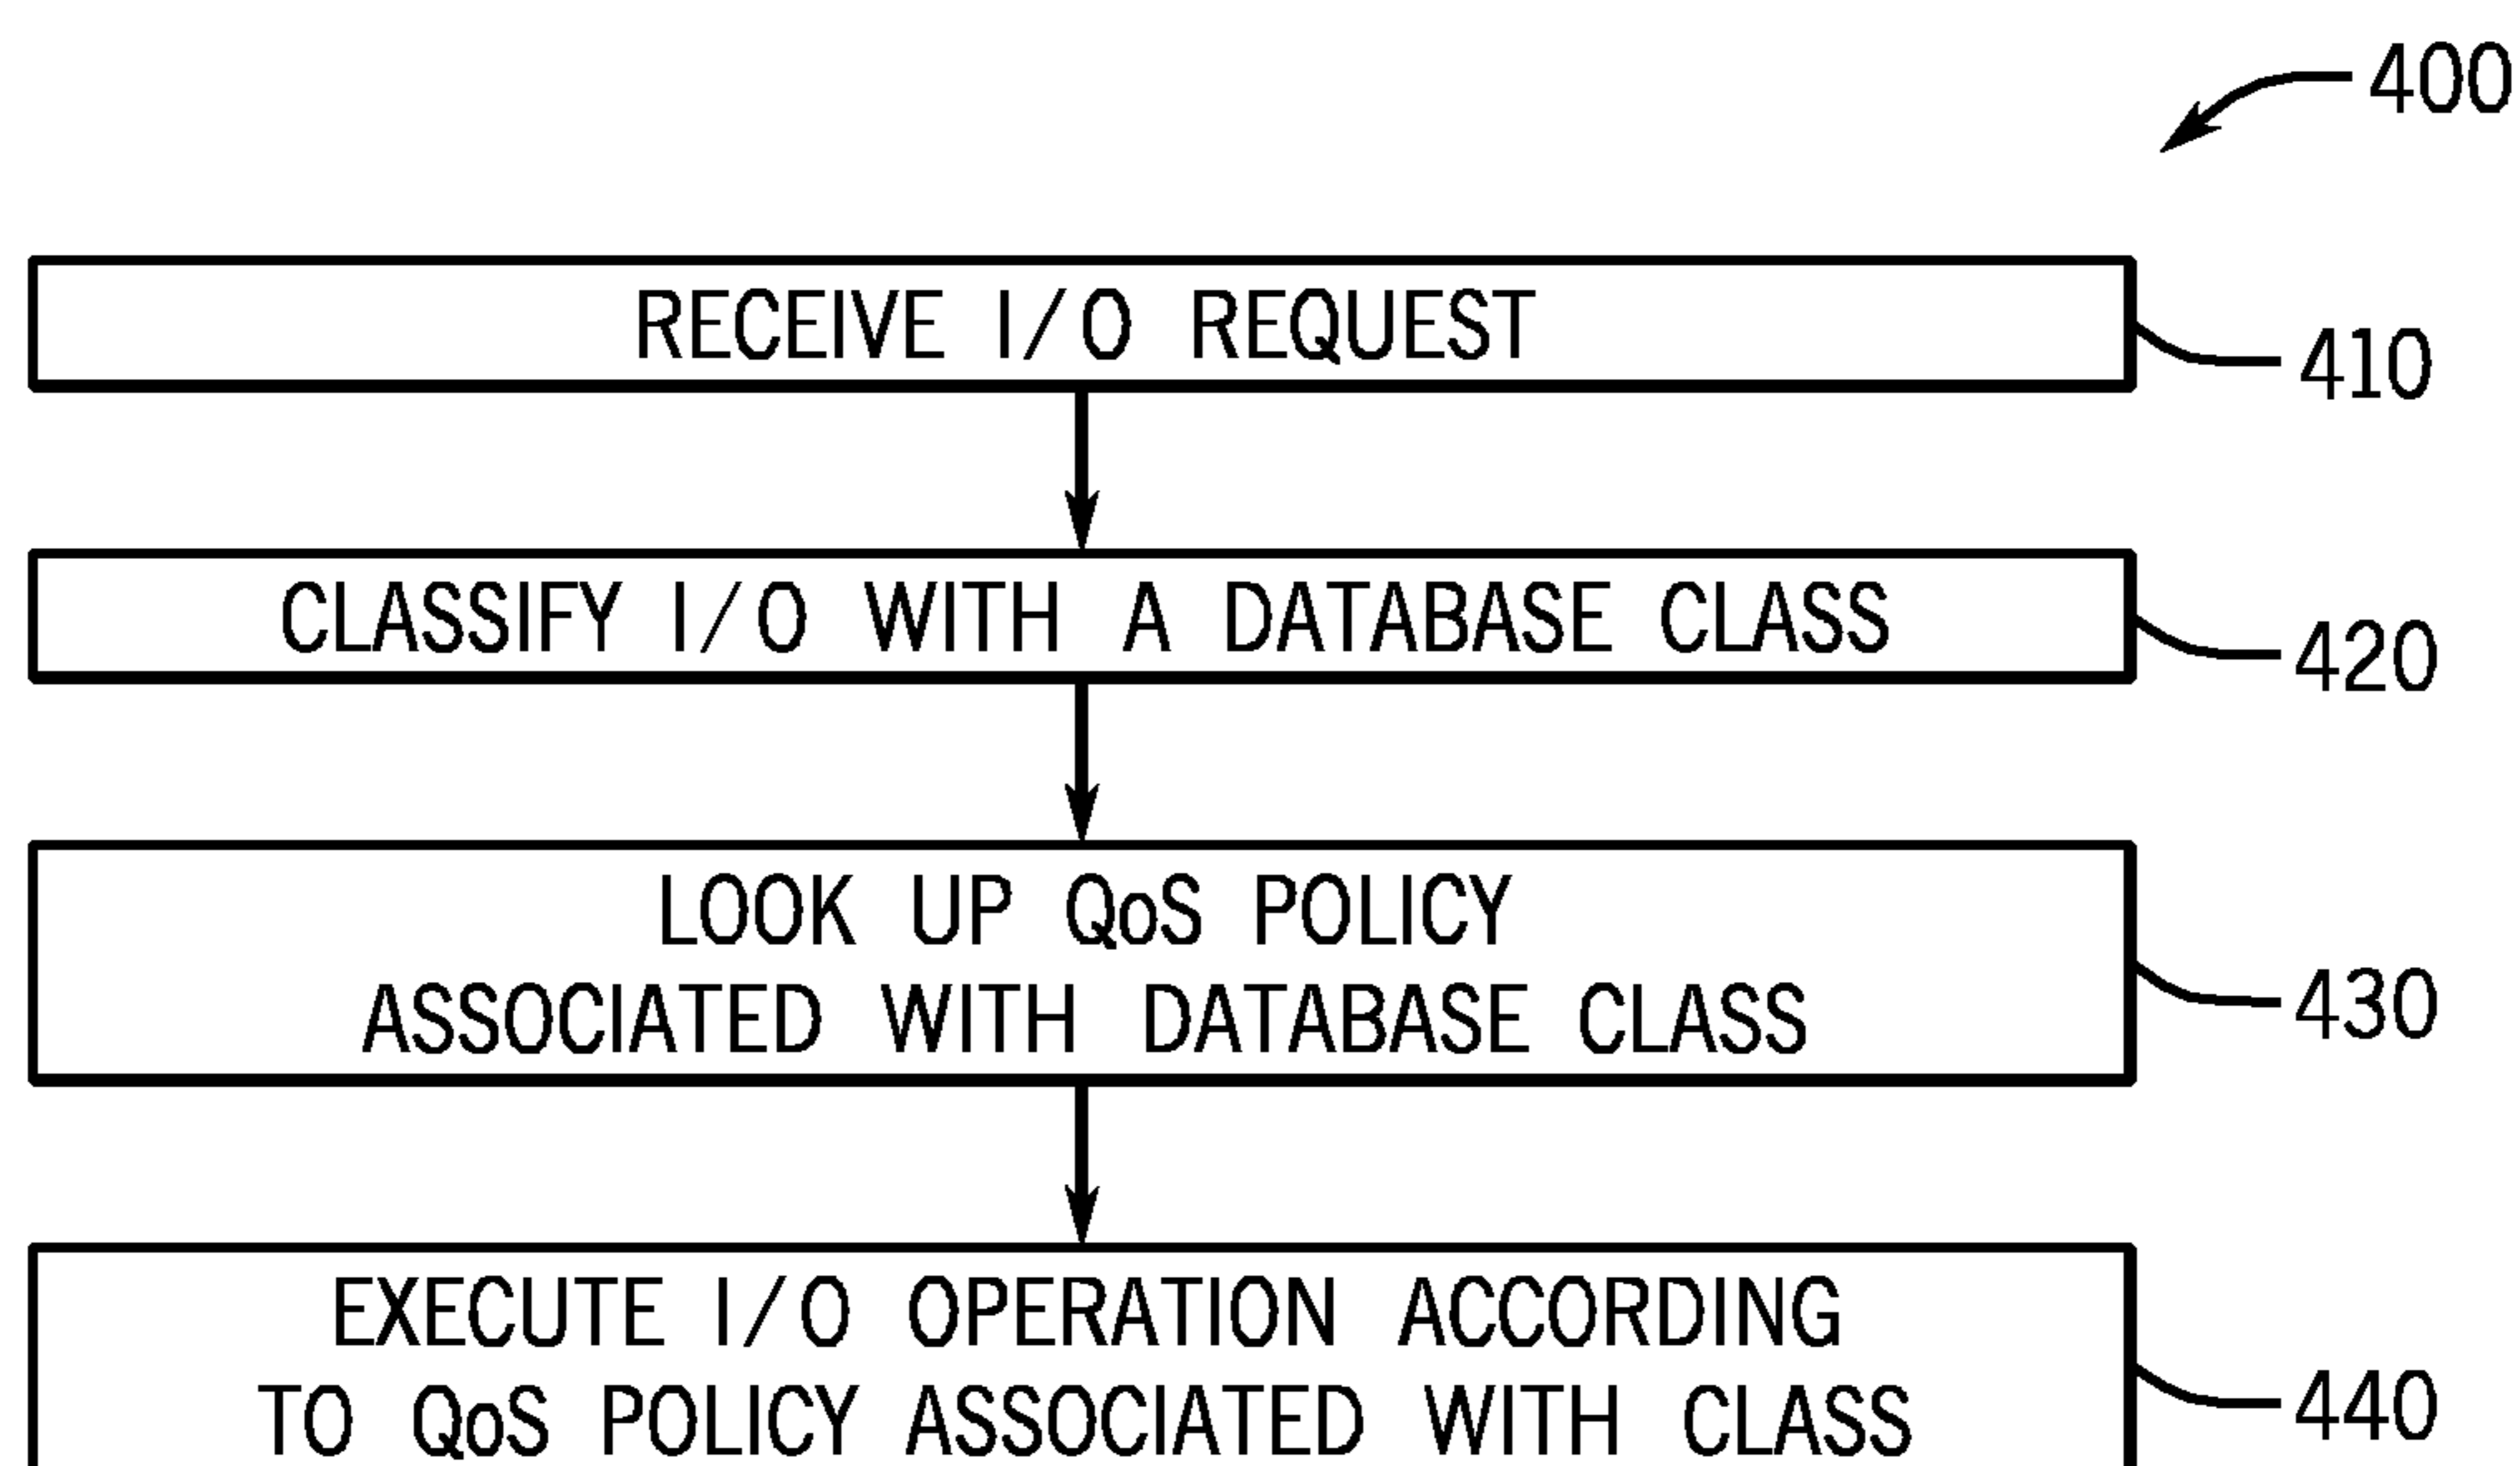 400
RECEIVE I/O REQUEST
410
CLASSIFY I/O WITH A DATABASE CLASS
420
LOOK UP QoS POLICY
ASSOCIATED WITH DATABASE CLASS
430
EXECUTE I/O OPERATION ACCORDING
TO QoS POLICY ASSOCIATED WITH CLASS
440